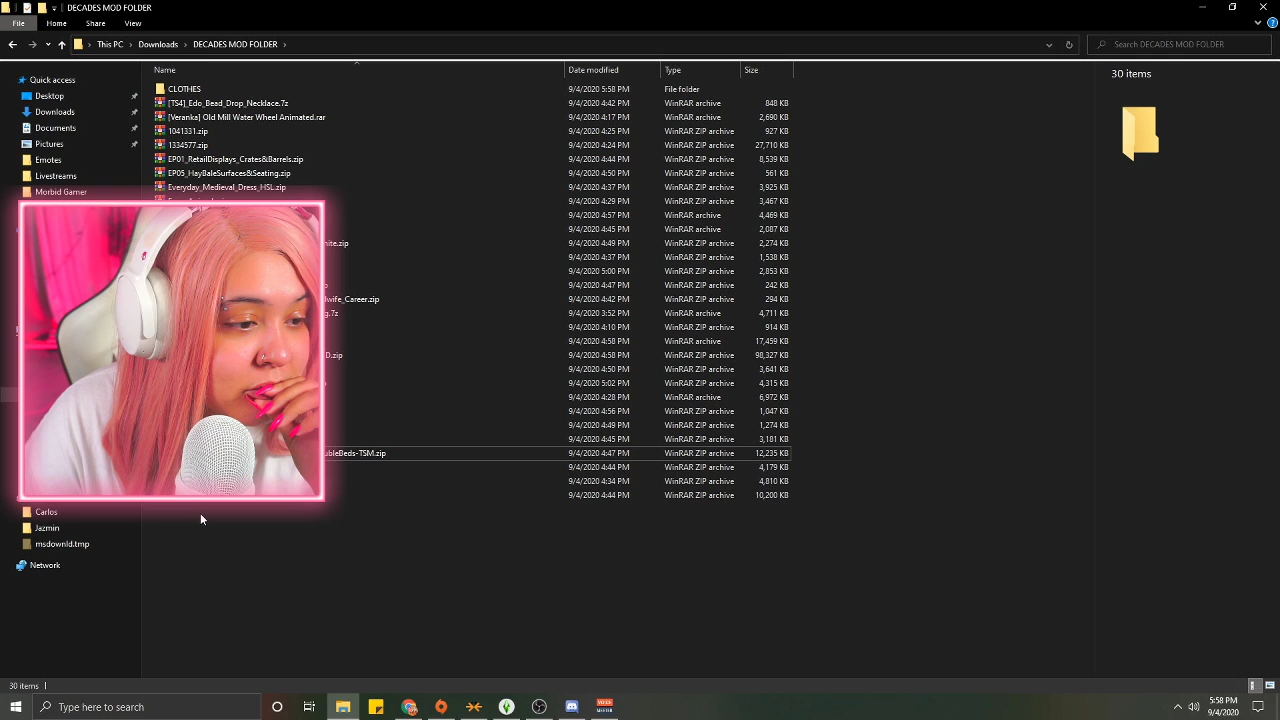 DECADES MOD FOLDER
File Home Share View
This PC > Downloads > DECADES MOD FOLDER >
Search DECADES MOD FOLDER
Name Date modified Type Size
30 items
Quick access
Desktop
Downloads
Documents
Pictures
Emotes
Livestreams
Morbid Gamer
CLOTHES 9/4/2020 5:58 PM File folder
[TS4]_Edo_Bead_Drop_Necklace.7z 9/4/2020 4:42 PM WinRAR archive 848 KB
[Veranka] Old Mill Water Wheel Animated.rar 9/4/2020 4:17 PM WinRAR archive 2,690 KB
1041331.zip 9/4/2020 4:25 PM WinRAR ZIP archive 927 KB
1334577.zip 9/4/2020 4:24 PM WinRAR ZIP archive 27,710 KB
EP01_RetailDisplays_Crates&Barrels.zip 9/4/2020 4:44 PM WinRAR ZIP archive 8,539 KB
EP05_HayBaleSurfaces&Seating.zip 9/4/2020 4:50 PM WinRAR ZIP archive 561 KB
Everyday_Medieval_Dress_HSL.zip 9/4/2020 4:37 PM WinRAR ZIP archive 3,925 KB
9/4/2020 4:29 PM WinRAR ZIP archive 3,467 KB
9/4/2020 4:57 PM WinRAR archive 4,469 KB
9/4/2020 4:45 PM WinRAR archive 2,087 KB
nite.zip 9/4/2020 4:29 PM WinRAR ZIP archive 2,274 KB
9/4/2020 4:37 PM WinRAR ZIP archive 1,538 KB
9/4/2020 5:00 PM WinRAR ZIP archive 2,853 KB
9/4/2020 4:47 PM WinRAR ZIP archive 242 KB
lwife_Career.zip 9/4/2020 4:42 PM WinRAR ZIP archive 294 KB
g.7z 9/4/2020 3:52 PM WinRAR archive 4,711 KB
9/4/2020 4:10 PM WinRAR ZIP archive 914 KB
9/4/2020 4:58 PM WinRAR ZIP archive 17,459 KB
D.zip 9/4/2020 4:58 PM WinRAR ZIP archive 98,327 KB
9/4/2020 4:50 PM WinRAR ZIP archive 3,641 KB
9/4/2020 5:02 PM WinRAR ZIP archive 4,315 KB
9/4/2020 4:28 PM WinRAR archive 6,972 KB
9/4/2020 4:56 PM WinRAR ZIP archive 1,047 KB
9/4/2020 4:49 PM WinRAR ZIP archive 1,274 KB
9/4/2020 4:45 PM WinRAR ZIP archive 3,181 KB
ubleBeds-TSM.zip 9/4/2020 4:47 PM WinRAR ZIP archive 12,235 KB
9/4/2020 4:44 PM WinRAR ZIP archive 4,179 KB
9/4/2020 4:34 PM WinRAR ZIP archive 4,810 KB
9/4/2020 4:44 PM WinRAR ZIP archive 10,200 KB
Carlos
Jazmin
msdownld.tmp
Network
30 items
Type here to search
5:58 PM
9/4/2020